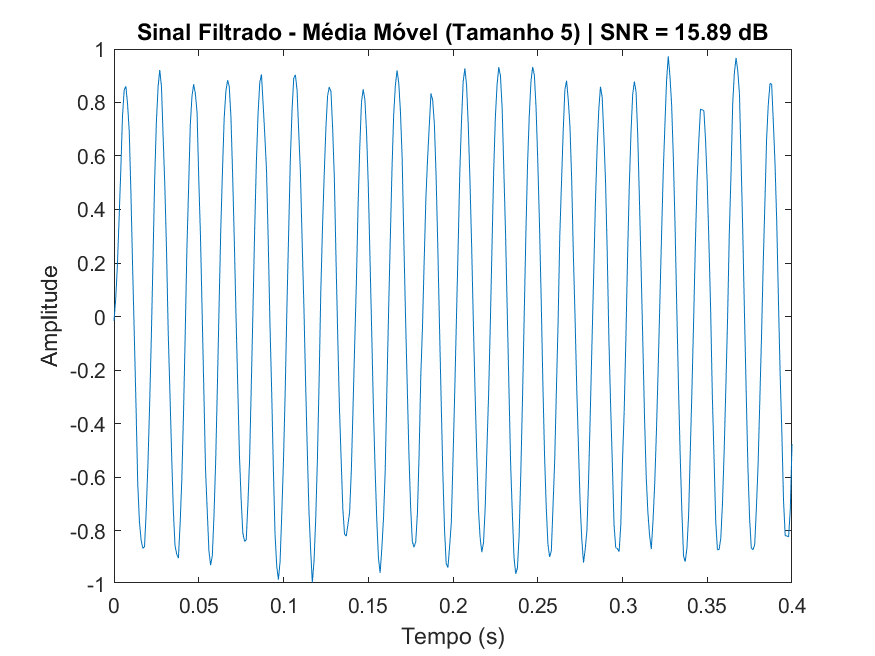 Sinal Filtrado - Média Móvel (Tamanho 5) | SNR = 15.89 dB
1
0.8
0.6
0.4
0.2
0
-0.2
-0.4
-0.6
-0.8
-1
Amplitude
0 0.05 0.1 0.15 0.2 0.25 0.3 0.35 0.4
Tempo (s)